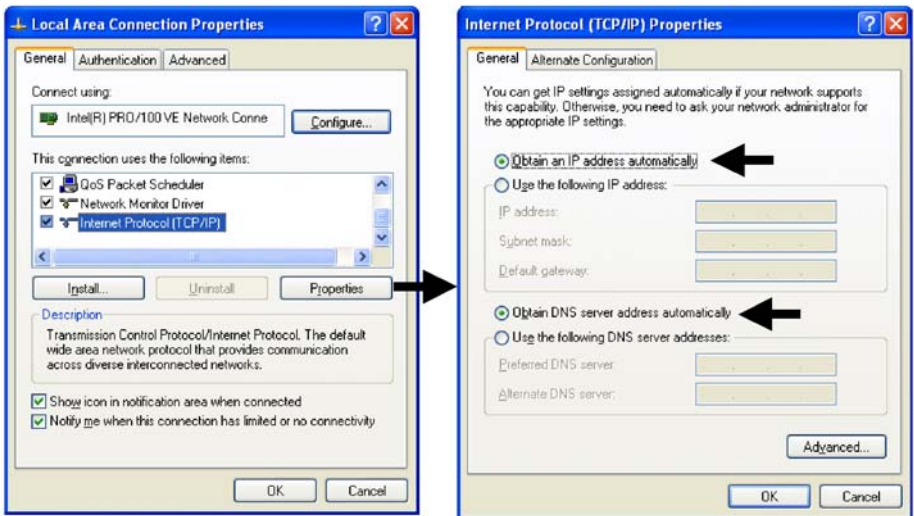 Local Area Connection Properties
General Authentication Advanced
Connect using:
Intel(R) PRO/100 VE Network Conne
Configure...
This connection uses the following items:
QoS Packet Scheduler
Network Monitor Driver
Internet Protocol (TCP/IP)
Install... Uninstall Properties
Description
Transmission Control Protocol/Internet Protocol. The default
wide area network protocol that provides communication
across diverse interconnected networks.
Show icon in notification area when connected
Notify me when this connection has limited or no connectivity
OK Cancel
Internet Protocol (TCP/IP) Properties
General Alternate Configuration
You can get IP settings assigned automatically if your network supports
this capability. Otherwise, you need to ask your network administrator for
the appropriate IP settings.
Obtain an IP address automatically
Use the following IP address:
IP address:
Subnet mask:
Default gateway:
Obtain DNS server address automatically
Use the following DNS server addresses:
Preferred DNS server:
Alternate DNS server:
Advanced...
OK Cancel